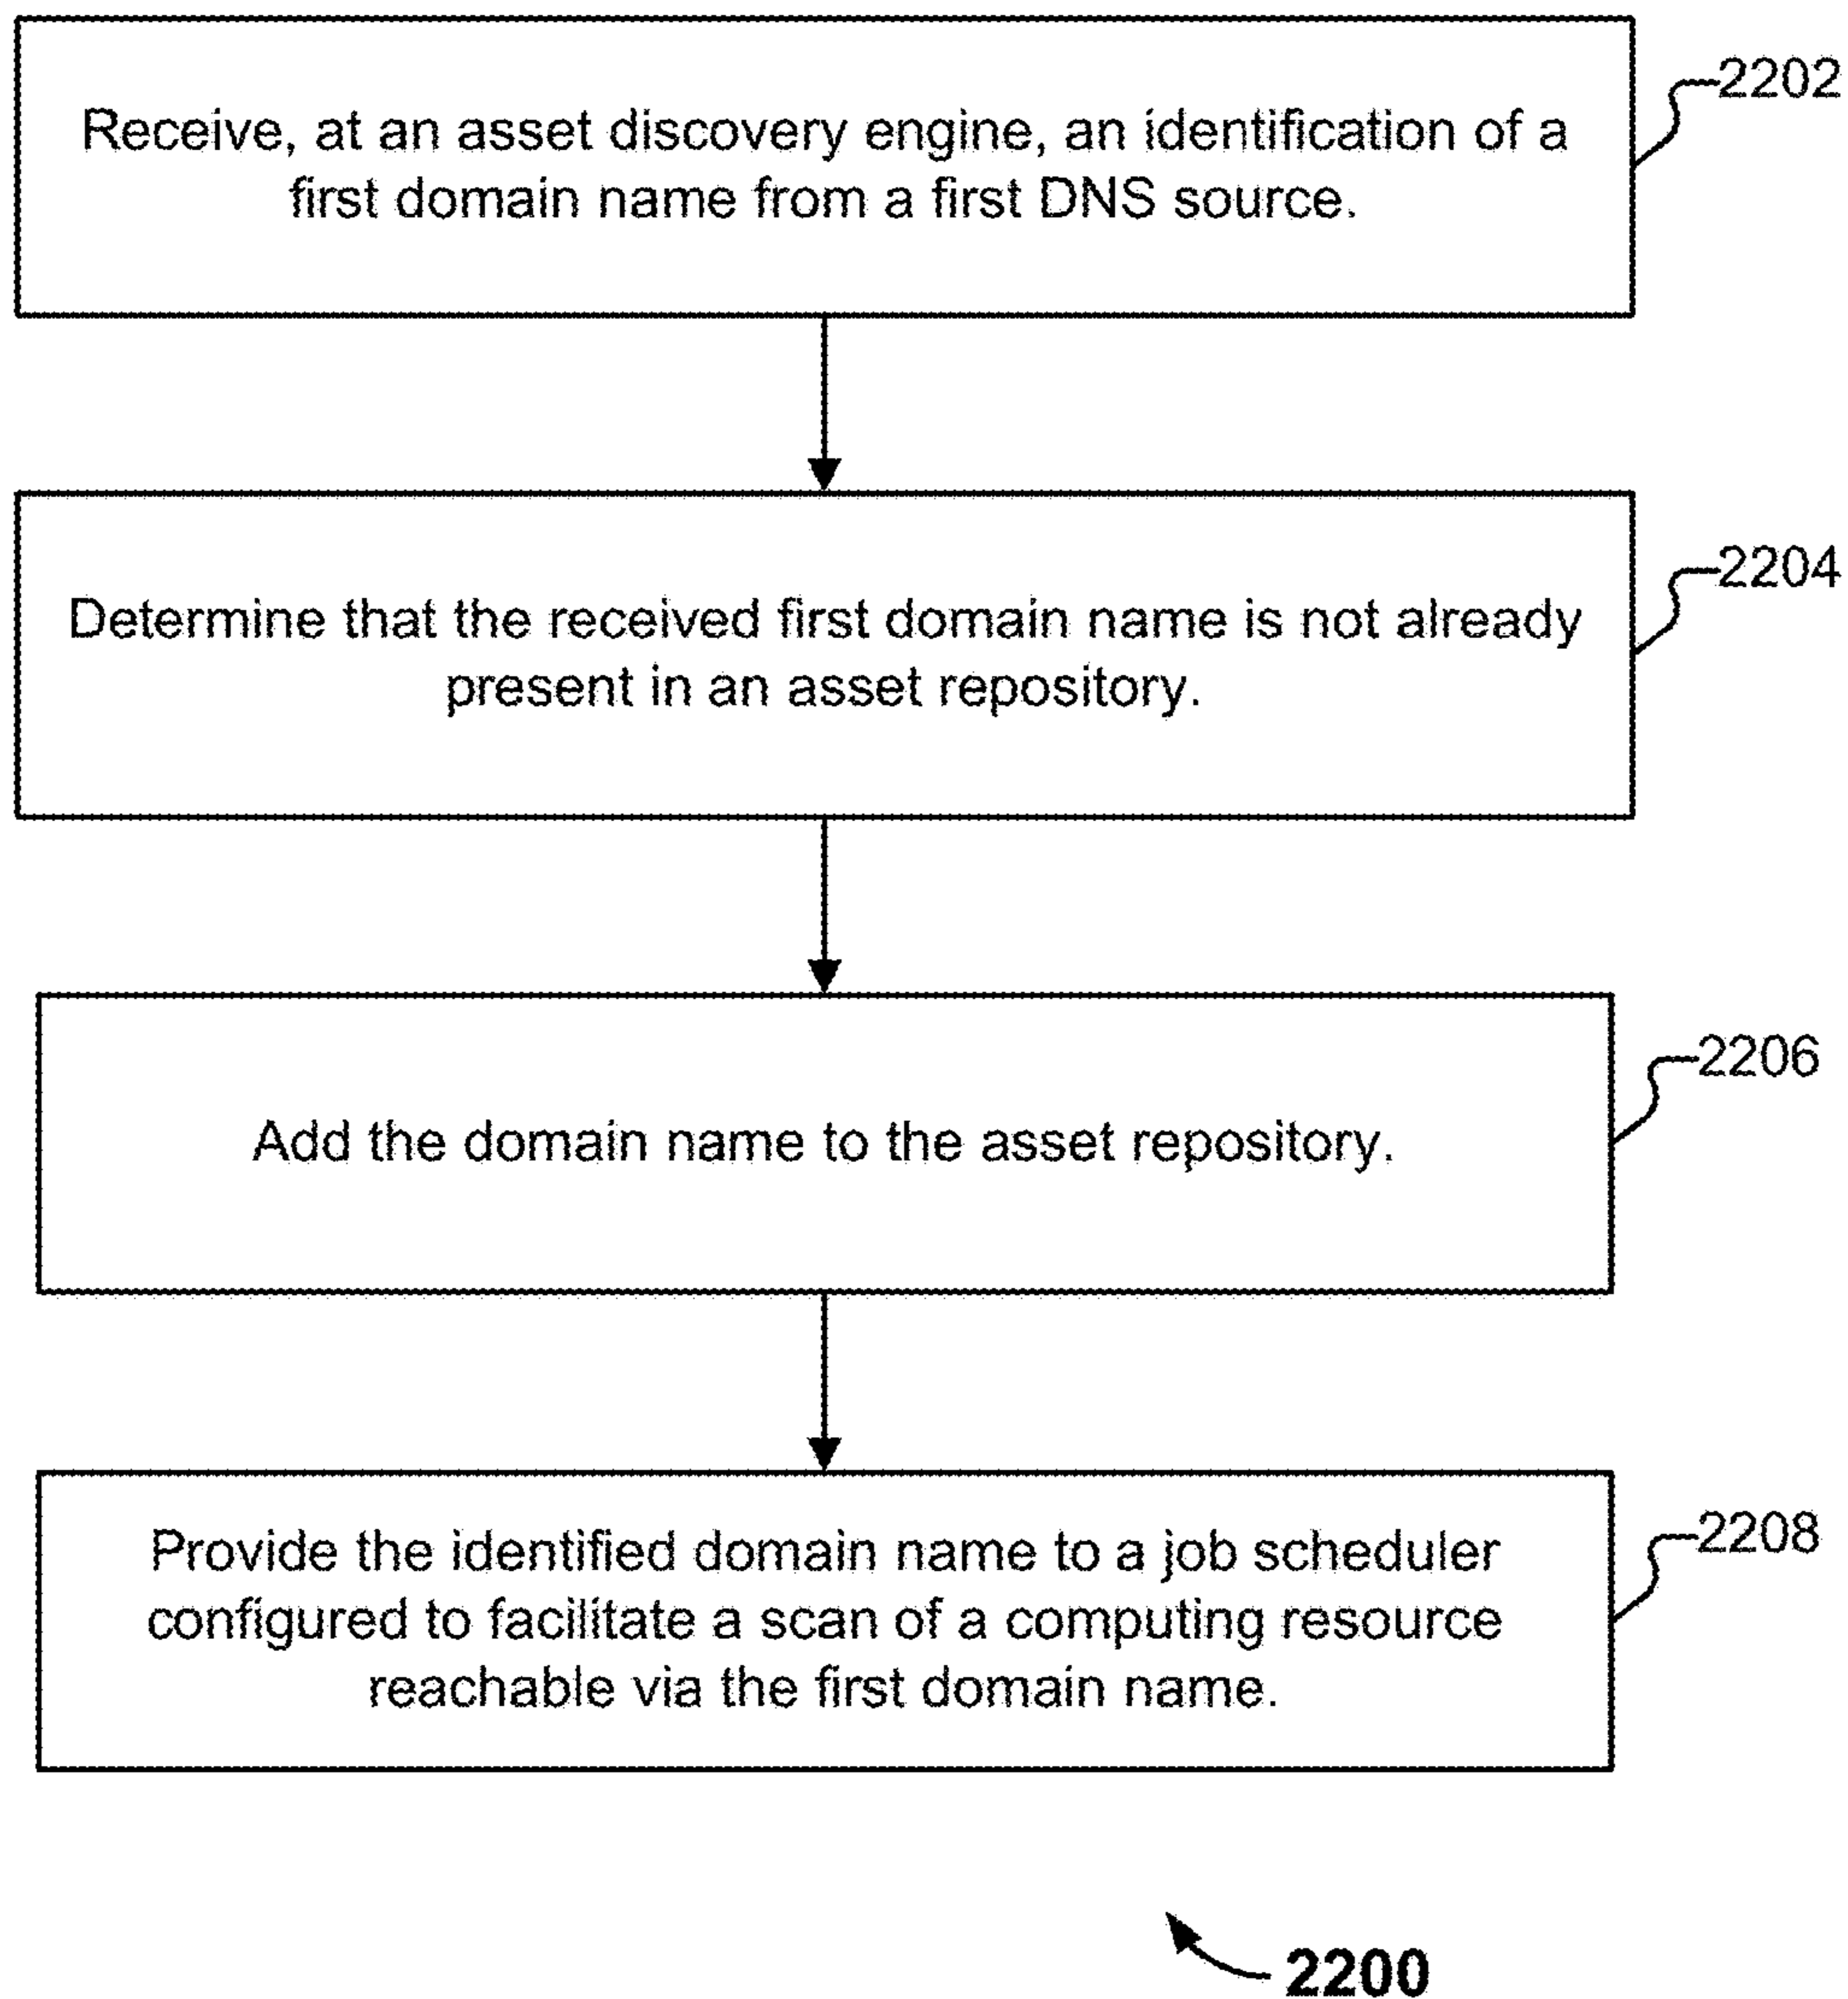 Receive, at an asset discovery engine, an identification of a
first domain name from a first DNS source.
2202
Determine that the received first domain name is not already
present in an asset repository.
2204
Add the domain name to the asset repository.
2206
Provide the identified domain name to a job scheduler
configured to facilitate a scan of a computing resource
reachable via the first domain name.
2208
2200